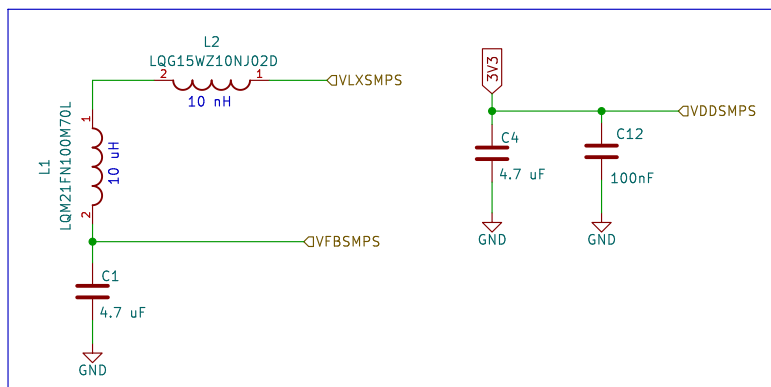 L2
LQG15WZ10NJ02D
2
1
VLXSMPS
10 nH
1
L1
LQM21FN100M70L
10 uH
2
VFBSMPS
C1
4.7 uF
GND
3V3
VDDSMPS
C4
4.7 uF
C12
100nF
GND
GND